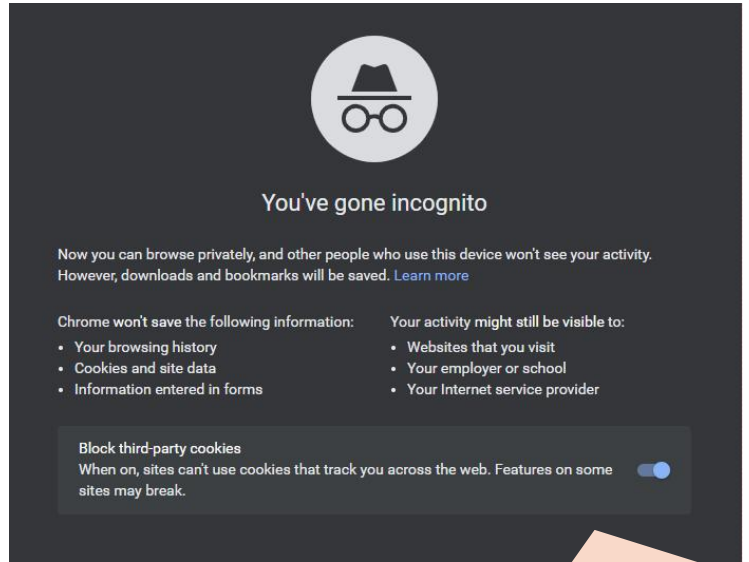 You've gone incognito
Now you can browse privately, and other people who use this device won't see your activity.
However, downloads and bookmarks will be saved. Learn more
Chrome won't save the following information:
• Your browsing history
• Cookies and site data
• Information entered in forms
Your activity might still be visible to:
• Websites that you visit
• Your employer or school
• Your Internet service provider
Block third-party cookies
When on, sites can't use cookies that track you across the web. Features on some
sites may break.